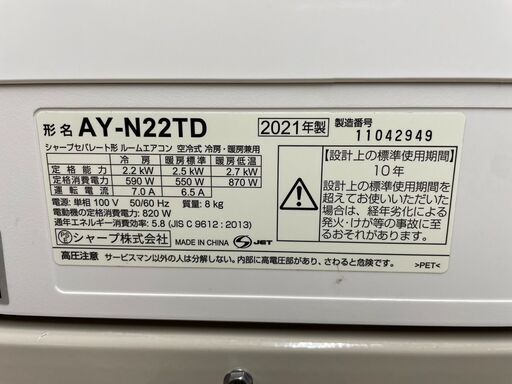 形名 AY-N22TD 2021年製 製造番号 11042949
シャープセパレート形 ルームエアコン 空冷式 冷房・暖房兼用
冷房 暖房標準 暖房低温
定格能力 2.2 kW 2.5 kW 2.7 kW
定格消費電力 590 W 550 W 870 W
運転電流 7.0 A 6.5 A
電源: 単相 100 V 50/60 Hz 質量: 8 kg
電動機の定格消費電力: 820 W
通年エネルギー消費効率: 5.8 (JIS C 9612 : 2013)
シャープ株式会社 MADE IN CHINA S JET
【設計上の標準使用期間】
10年
設計上の標準使用期間を
超えてお使いいただいた
場合は、経年劣化による
発火・けが等の事故に至
るおそれがあります。
高圧注意 サービスマン以外の人は分解しない。内部に高電圧部があり、さわると危険です。 >PET<